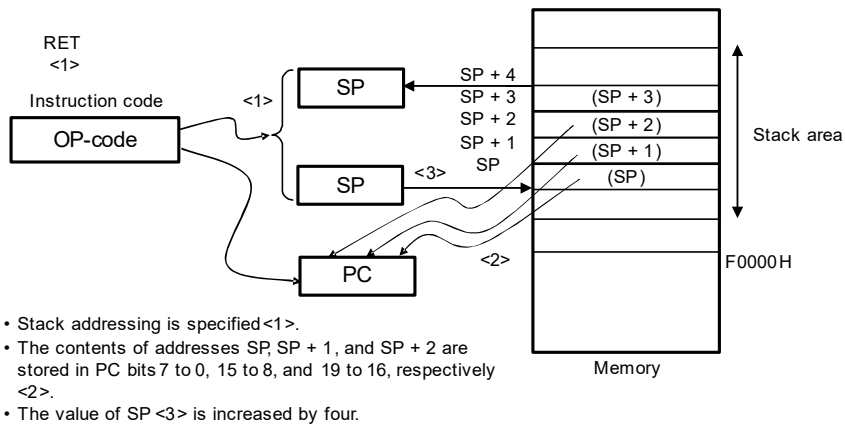 RET
<1>
Instruction code
OP-code
<1>
SP
SP
<3>
PC
<2>
SP + 4
SP + 3
SP + 2
SP + 1
SP
(SP + 3)
(SP + 2)
(SP + 1)
(SP)
Stack area
F0000H
Memory
• Stack addressing is specified <1>.
• The contents of addresses SP, SP + 1, and SP + 2 are
stored in PC bits 7 to 0, 15 to 8, and 19 to 16, respectively
<2>.
• The value of SP <3> is increased by four.